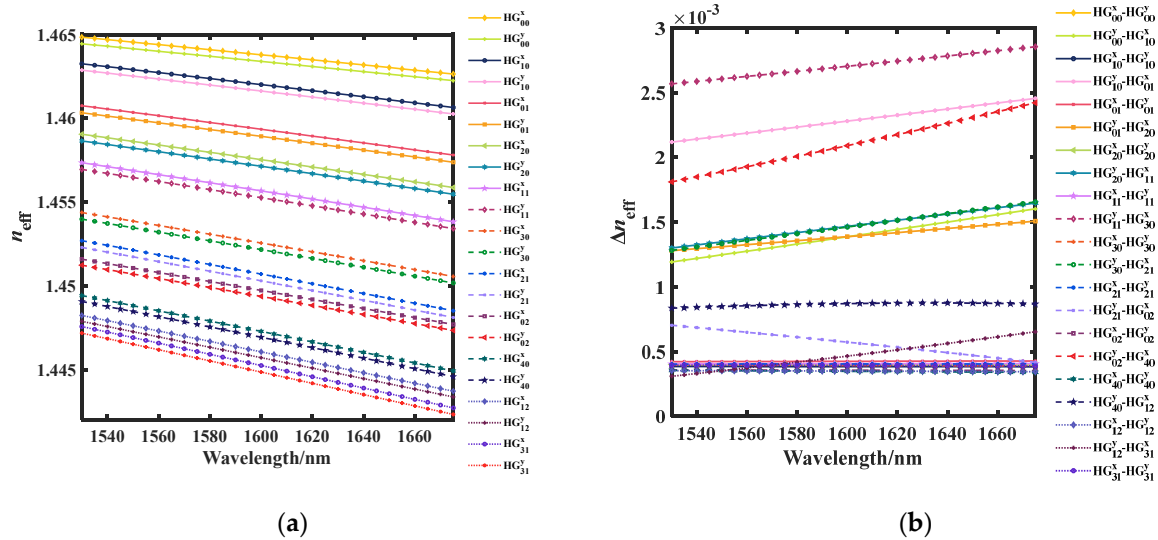 ×10⁻³
1.465
1.46
1.455
1.45
1.445
n_eff
1540 1560 1580 1600 1620 1640 1660
Wavelength/nm
HG^x_00
HG^y_00
HG^x_10
HG^y_10
HG^x_01
HG^y_01
HG^x_20
HG^y_20
HG^x_11
HG^y_11
HG^x_30
HG^y_30
HG^x_21
HG^y_21
HG^x_02
HG^y_02
HG^x_40
HG^y_40
HG^x_12
HG^y_12
HG^x_31
HG^y_31
(a)
3
2.5
2
1.5
1
0.5
0
Δn_eff
1540 1560 1580 1600 1620 1640 1660
Wavelength/nm
HG^x_00-HG^y_00
HG^y_00-HG^x_10
HG^x_10-HG^y_10
HG^y_10-HG^x_01
HG^x_01-HG^y_01
HG^y_01-HG^x_20
HG^x_20-HG^y_20
HG^y_20-HG^x_11
HG^x_11-HG^y_11
HG^y_11-HG^x_30
HG^x_30-HG^y_30
HG^y_30-HG^x_21
HG^x_21-HG^y_21
HG^y_21-HG^x_02
HG^x_02-HG^y_02
HG^y_02-HG^x_40
HG^x_40-HG^y_40
HG^y_40-HG^x_12
HG^x_12-HG^y_12
HG^y_12-HG^x_31
HG^x_31-HG^y_31
(b)